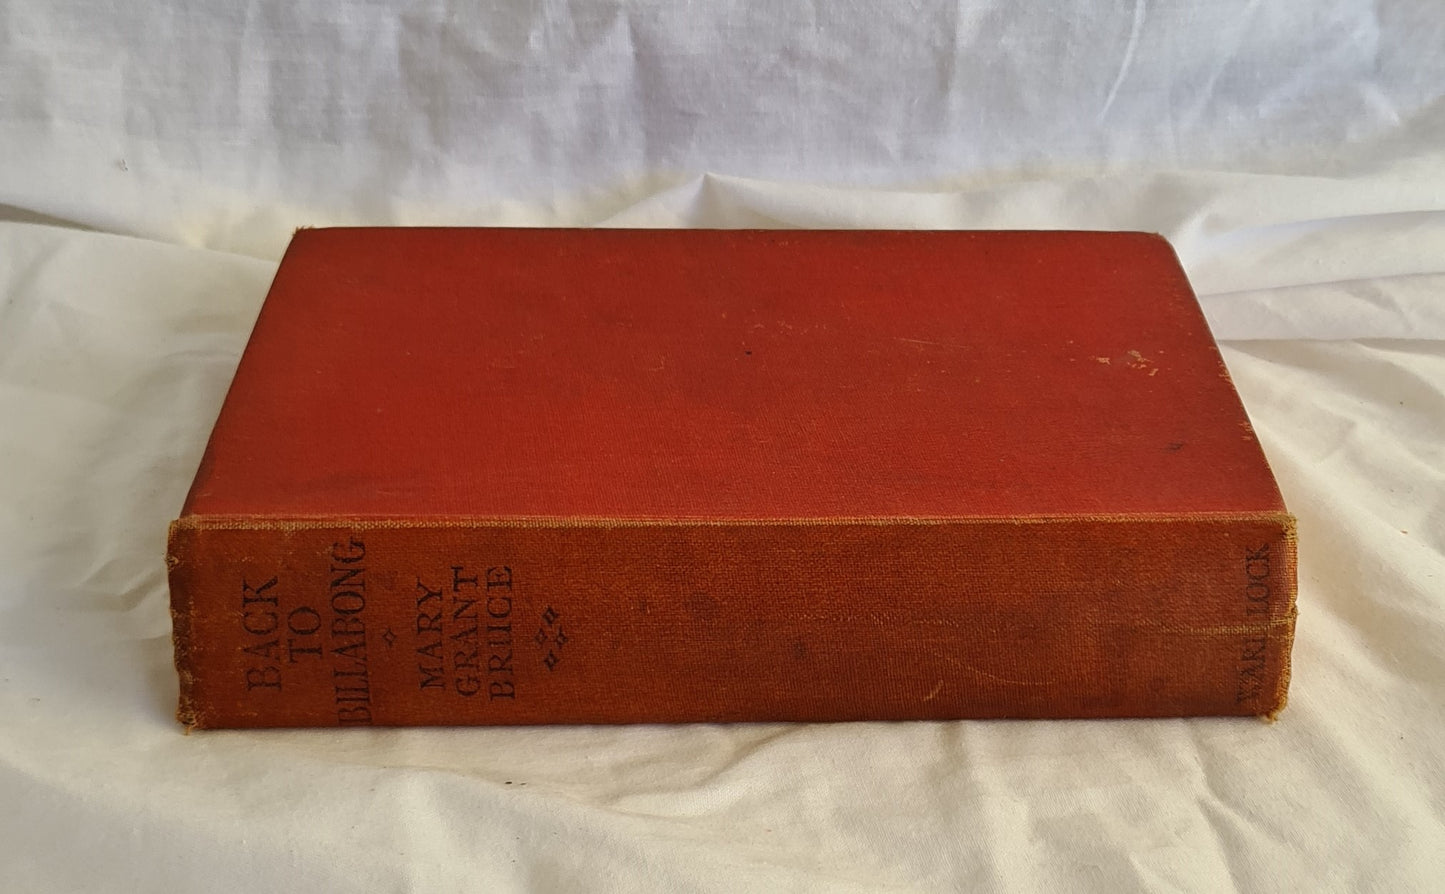 BACK
TO
BILLABONG
MARY
GRANT
BRUCE
WARD LOCK